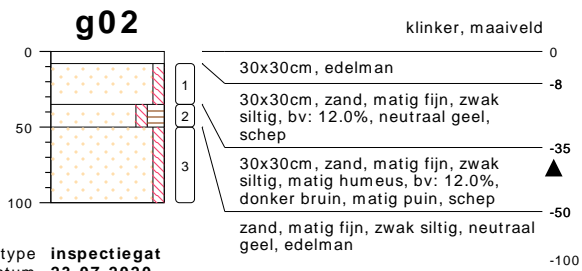 g02
klinker, maaiveld
0
0
30x30cm, edelman
-8
1
30x30cm, zand, matig fijn, zwak
siltig, bv: 12.0%, neutraal geel,
schep
2
-35
50
30x30cm, zand, matig fijn, zwak
siltig, matig humeus, bv: 12.0%,
donker bruin, matig puin, schep
3
-50
100
zand, matig fijn, zwak siltig, neutraal
geel, edelman
-100
type inspectiegat